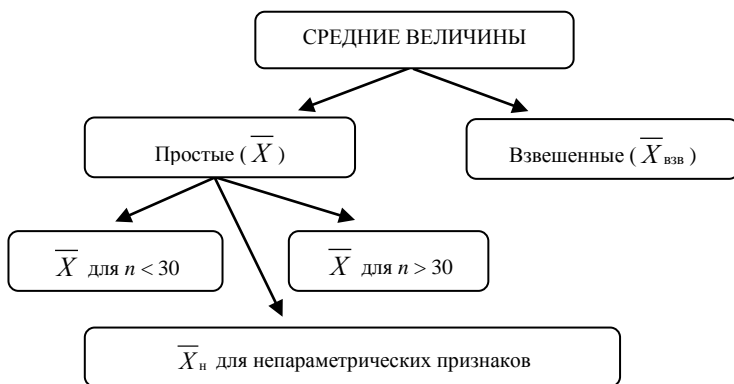 СРЕДНИЕ ВЕЛИЧИНЫ
Простые ( X̅ )
Взвешенные ( X̅ взв )
X̅ для n < 30
X̅ для n > 30
X̅ н для непараметрических признаков